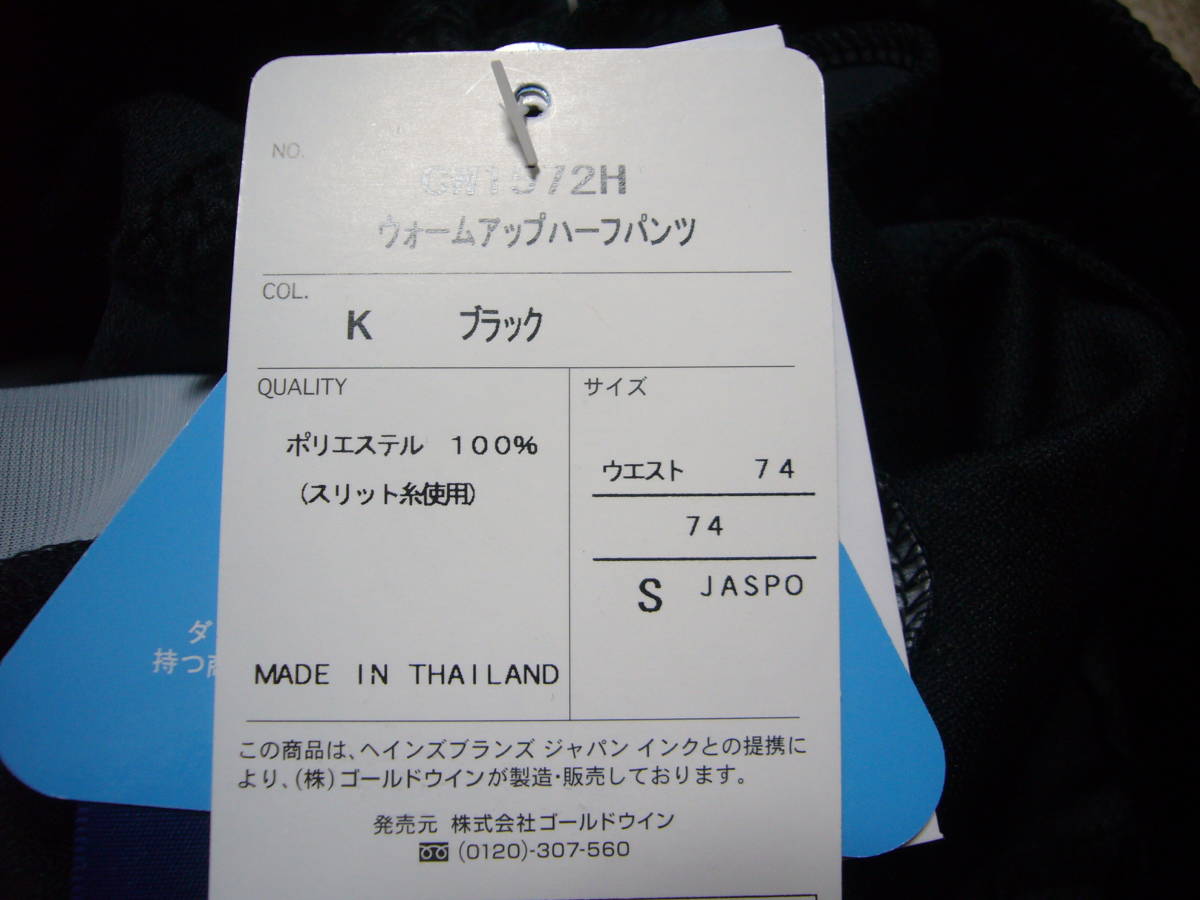 NO.
CW1572H
ウォームアップハーフパンツ
COL.
K ブラック
QUALITY
サイズ
ポリエステル 100%
(スリット糸使用)
ウエスト 74
74
S JASPO
MADE IN THAILAND
この商品は、ヘインズブランズ ジャパン インクとの提携に
より、(株)ゴールドウインが製造・販売しております。
発売元 株式会社ゴールドウイン
(0120)-307-560
ダ
持つ商